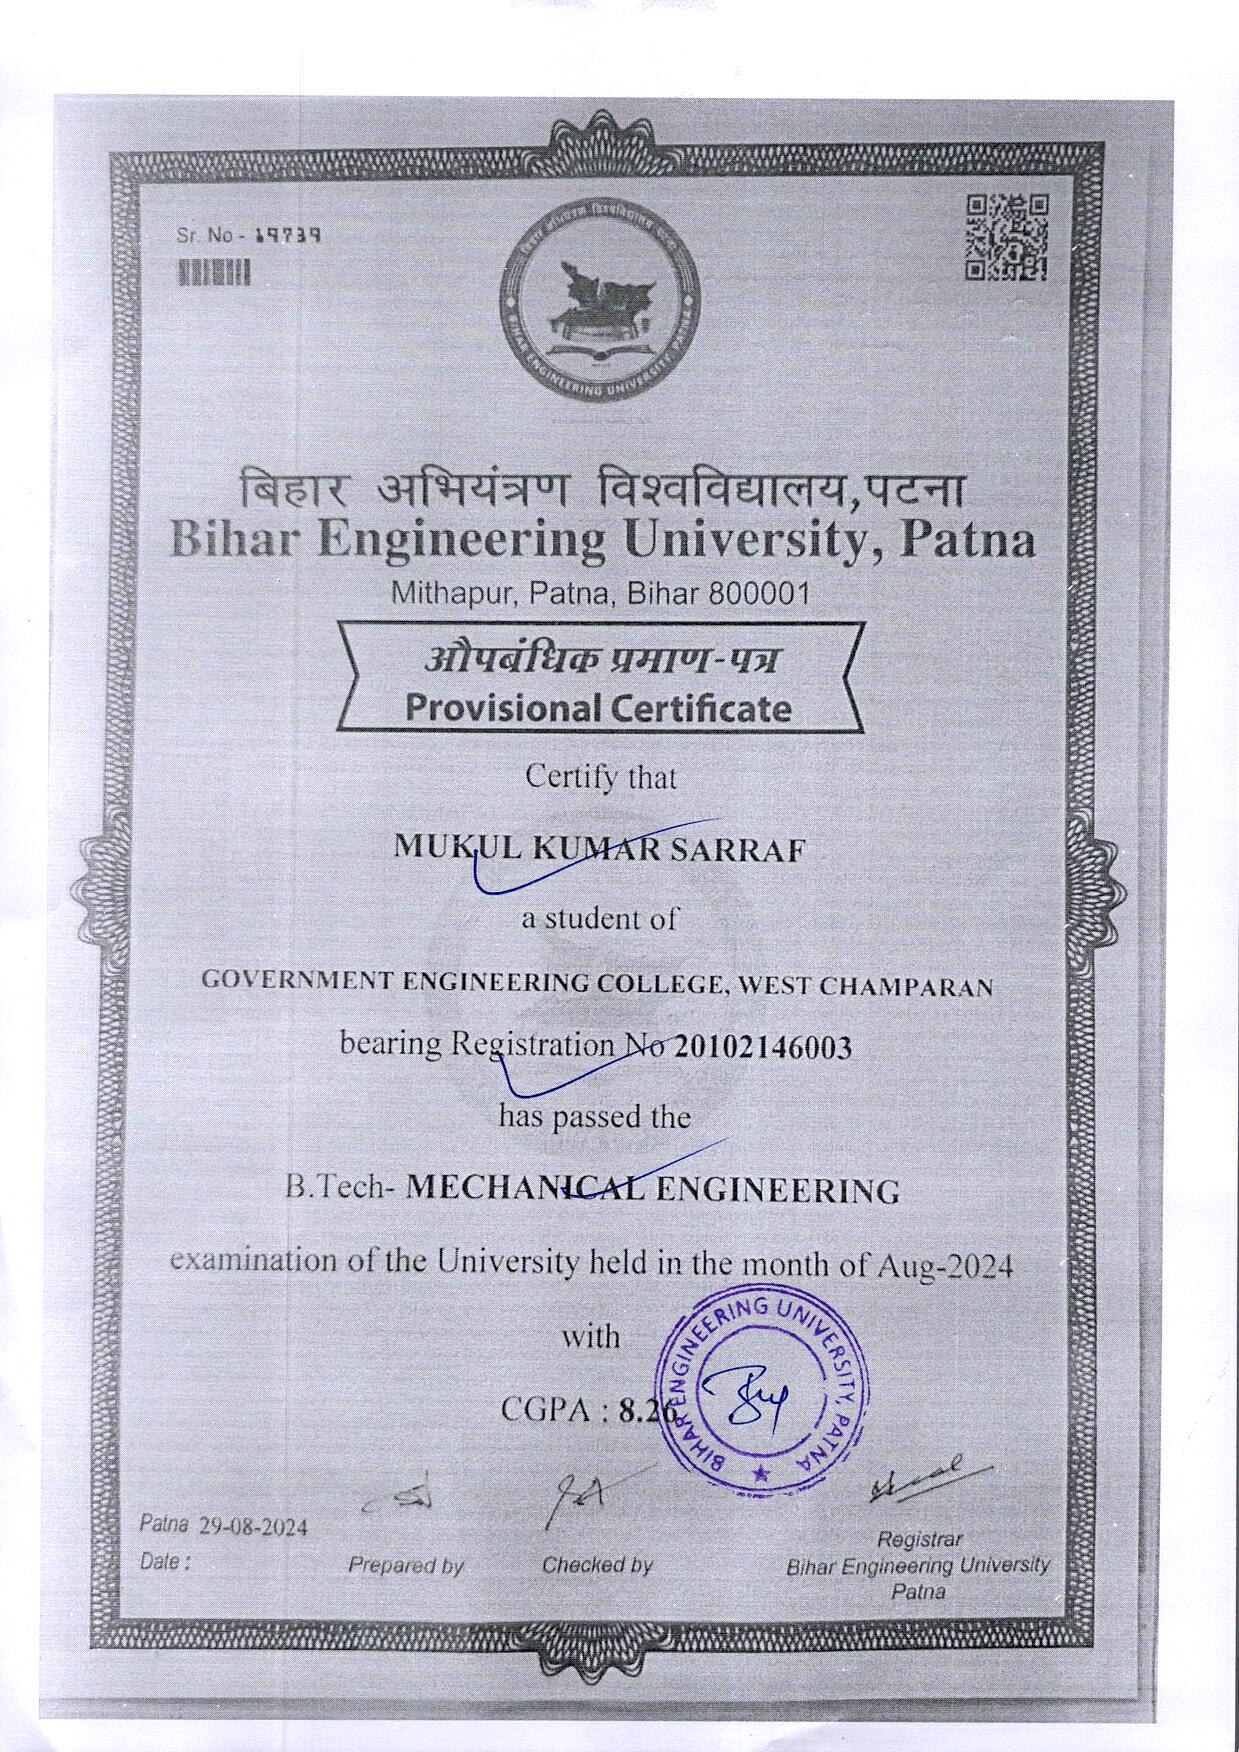 Sr. No - 19739
BIHAR ENGINEERING UNIVERSITY PATNA
बिहार अभियंत्रण विश्वविद्यालय,पटना
Bihar Engineering University, Patna
Mithapur, Patna, Bihar 800001
औपबंधिक प्रमाण-पत्र
Provisional Certificate
Certify that
MUKUL KUMAR SARRAF
a student of
GOVERNMENT ENGINEERING COLLEGE, WEST CHAMPARAN
bearing Registration No 20102146003
has passed the
B.Tech- MECHANICAL ENGINEERING
examination of the University held in the month of Aug-2024
with
CGPA : 8.26
BIHAR ENGINEERING UNIVERSITY, PATNA
Patna 29-08-2024
Date :
Prepared by
Checked by
Registrar
Bihar Engineering University
Patna